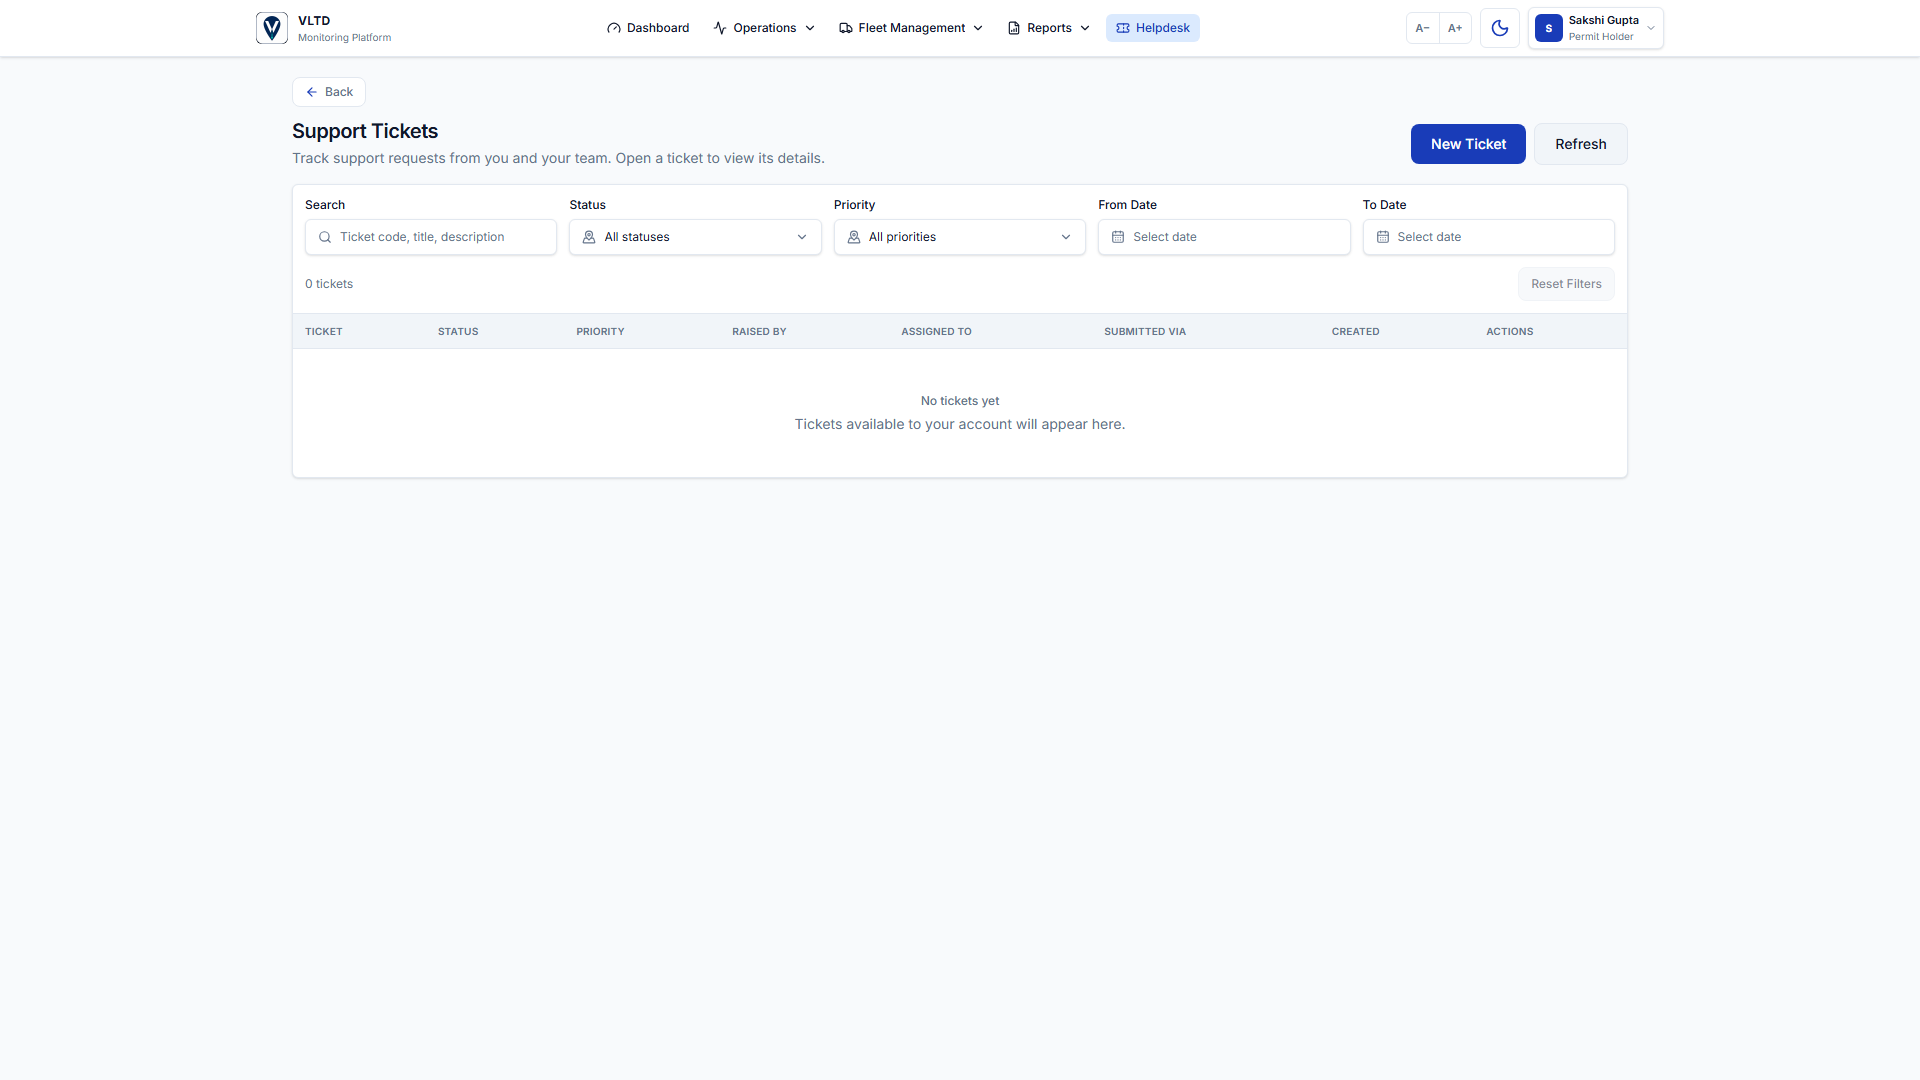 VLTD
Monitoring Platform
Dashboard
Operations
Fleet Management
Reports
Helpdesk
A−
A+
S
Sakshi Gupta
Permit Holder
Back
Support Tickets
Track support requests from you and your team. Open a ticket to view its details.
New Ticket
Refresh
Search
Status
Priority
From Date
To Date
Ticket code, title, description
All statuses
All priorities
Select date
Select date
0 tickets
Reset Filters
TICKET
STATUS
PRIORITY
RAISED BY
ASSIGNED TO
SUBMITTED VIA
CREATED
ACTIONS
No tickets yet
Tickets available to your account will appear here.